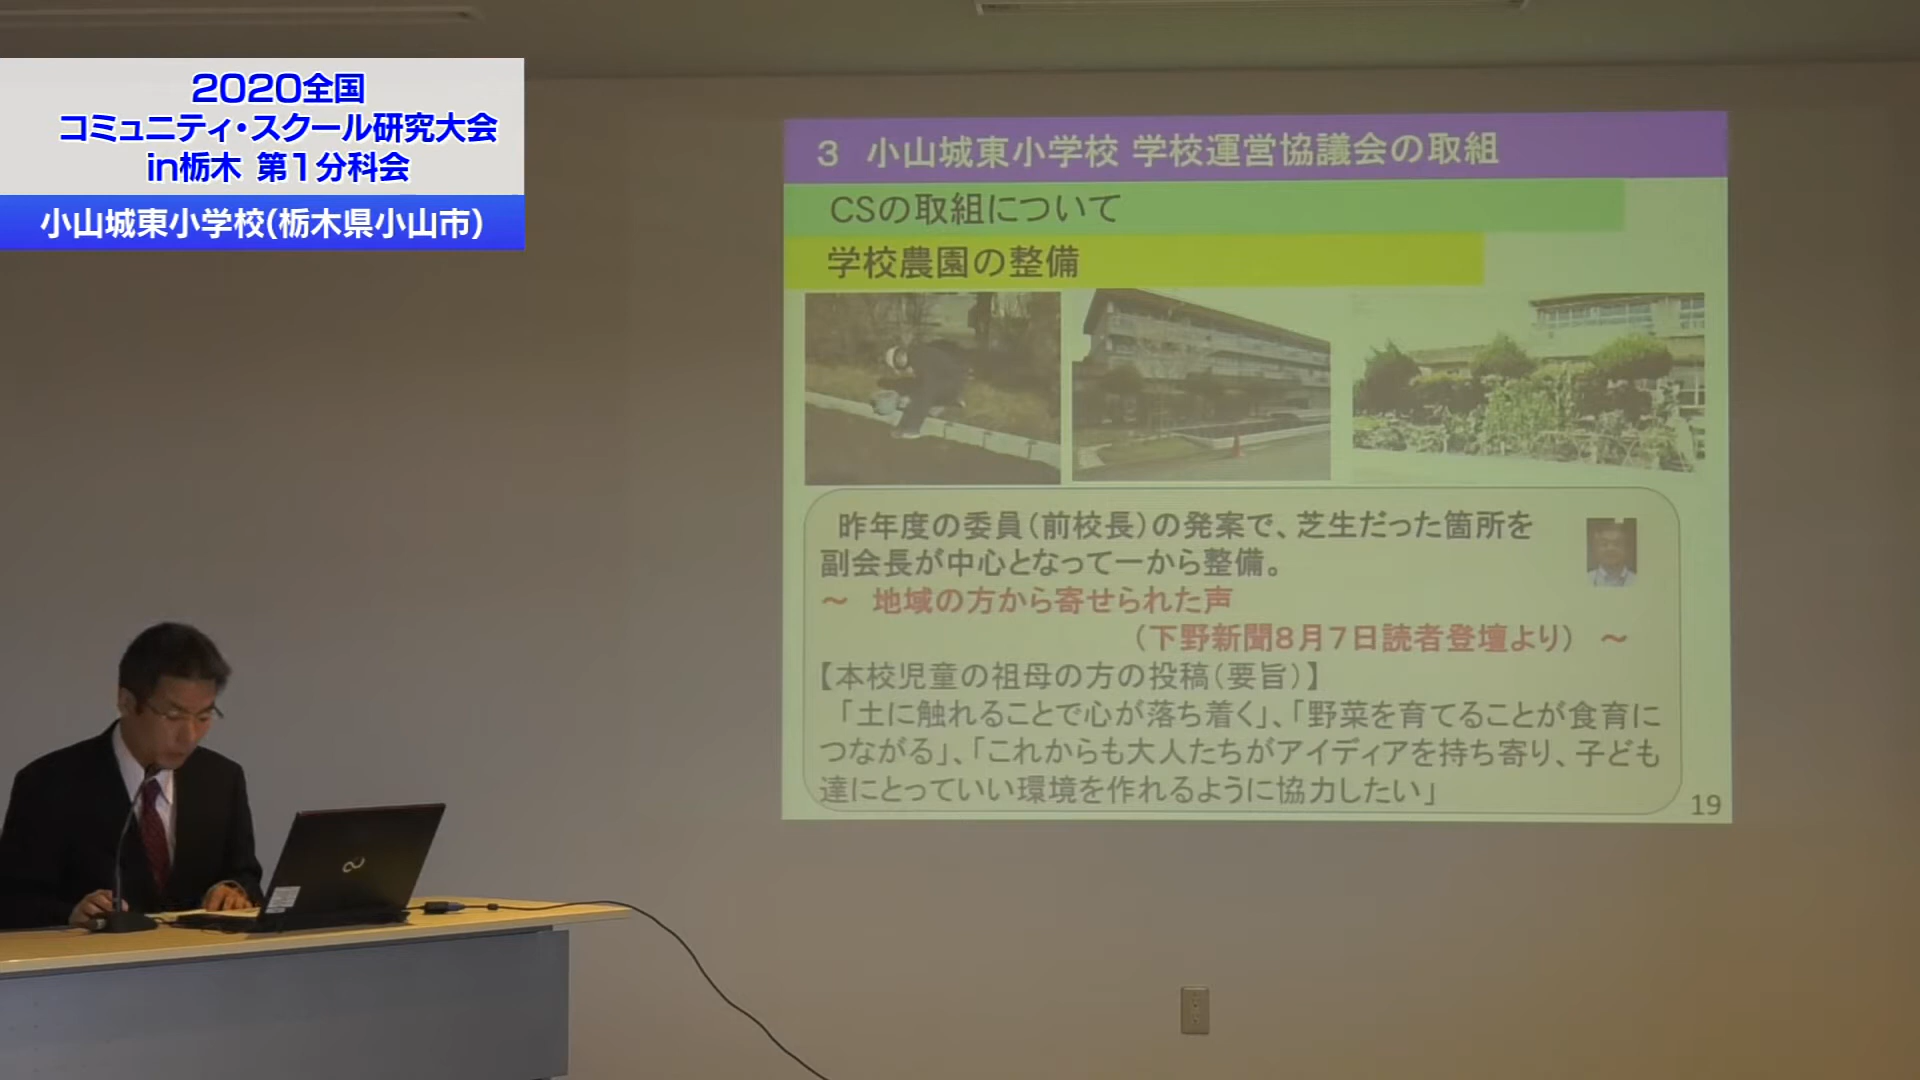 2020全国
コミュニティ・スクール研究大会
in栃木 第1分科会
小山城東小学校(栃木県小山市)
3 小山城東小学校 学校運営協議会の取組
CSの取組について
学校農園の整備
昨年度の委員(前校長)の発案で、芝生だった箇所を
副会長が中心となって一から整備。
～ 地域の方から寄せられた声
(下野新聞8月7日読者登壇より) ～
【本校児童の祖母の方の投稿(要旨)】
「土に触れることで心が落ち着く」、「野菜を育てることが食育に
つながる」、「これからも大人たちがアイディアを持ち寄り、子ども
達にとっていい環境を作れるように協力したい」
19